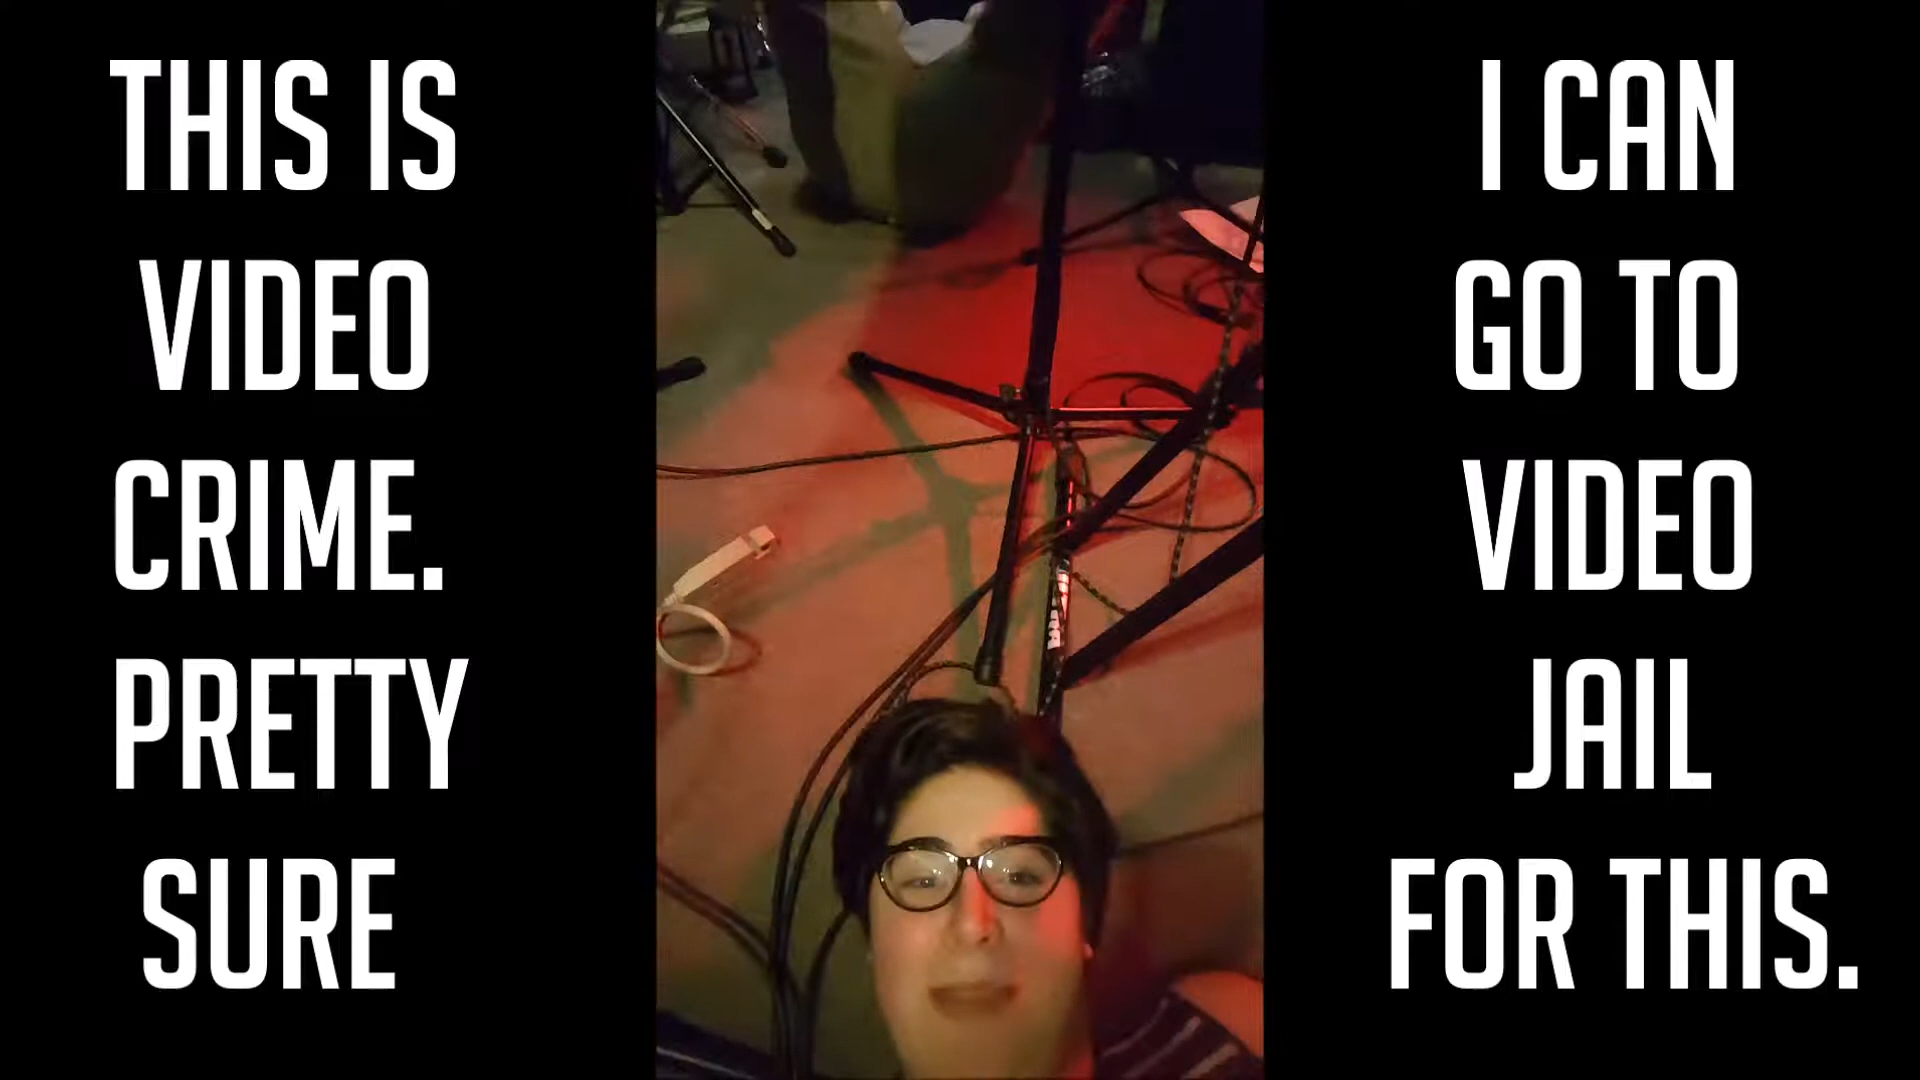 THIS IS
VIDEO
CRIME.
PRETTY
SURE
I CAN
GO TO
VIDEO
JAIL
FOR THIS.